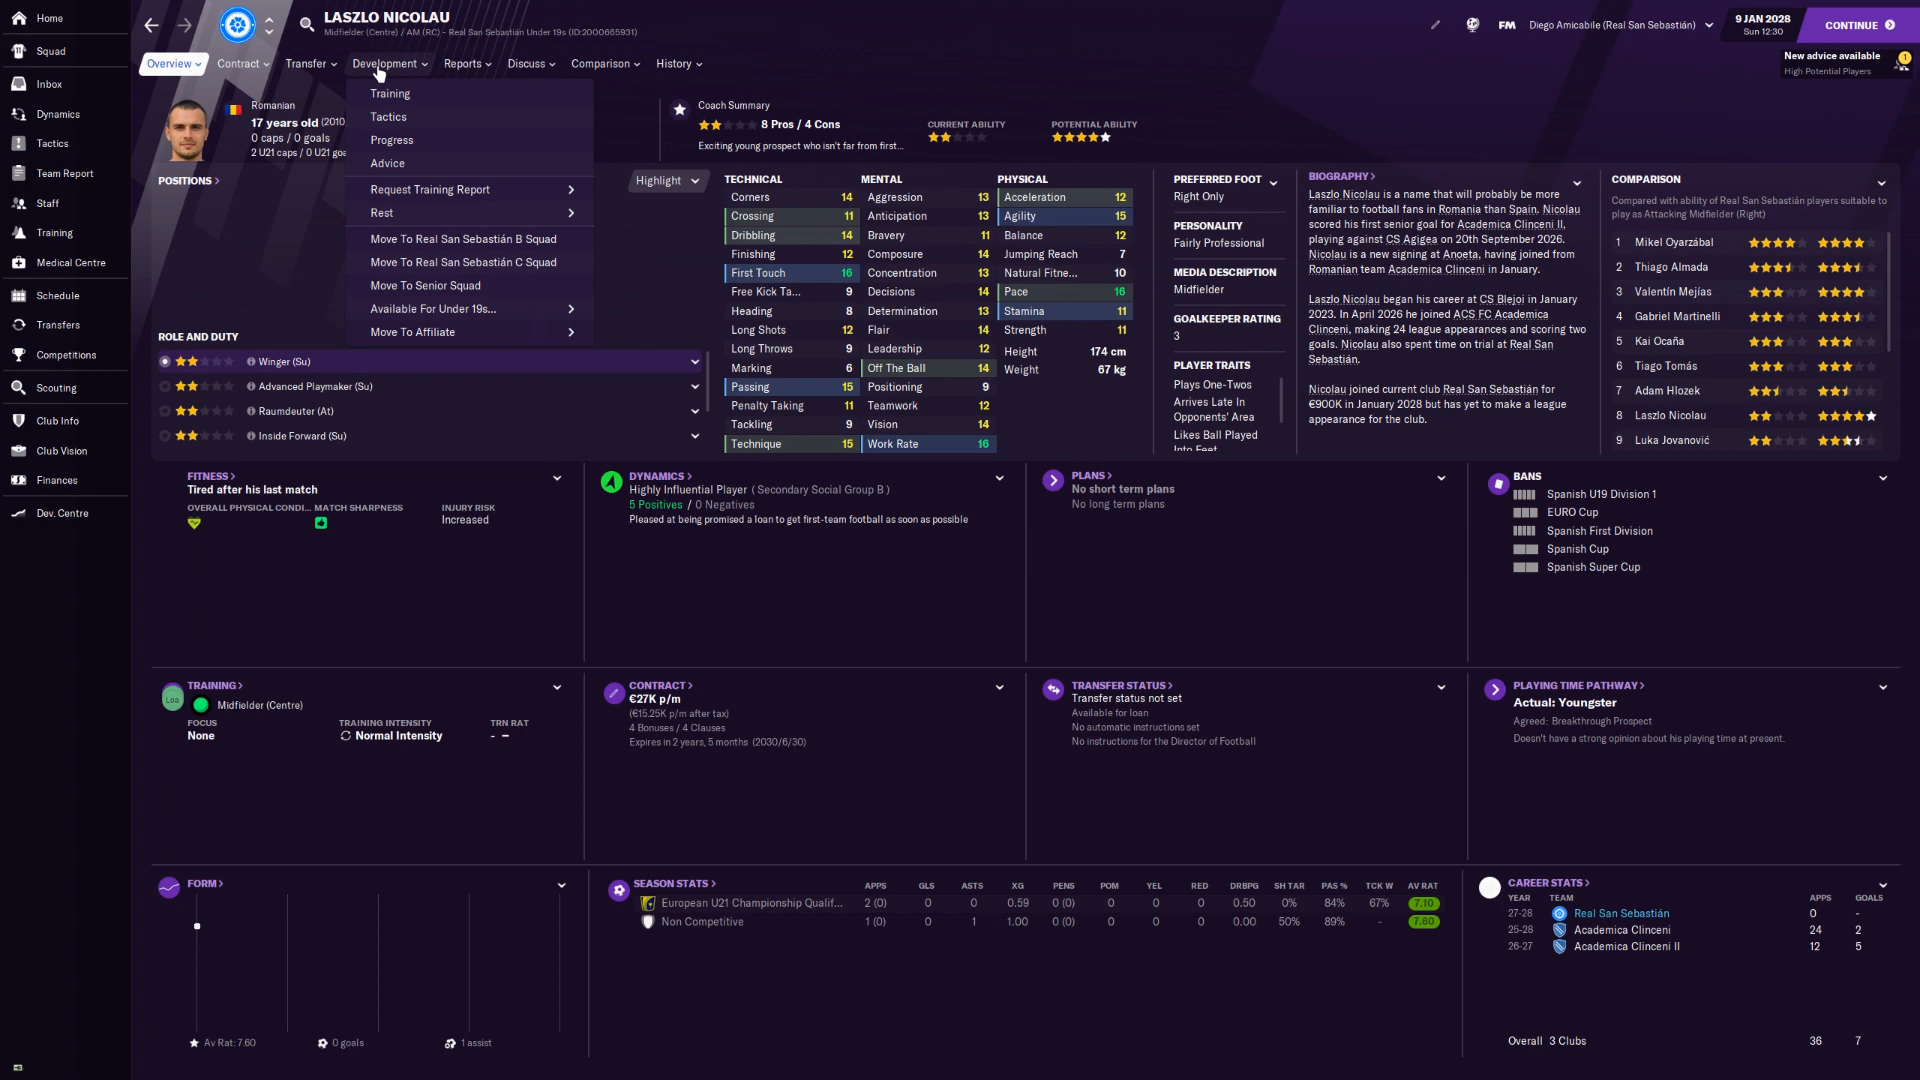 Home
Squad
Inbox
Dynamics
Tactics
Team Report
Staff
Training
Medical Centre
Schedule
Transfers
Competitions
Scouting
Club Info
Club Vision
Finances
Dev. Centre
LASZLO NICOLAU
Midfielder (Centre) / AM (RC) - Real San Sebastián Under 19s (ID:2000665931)
FM
Diego Amicabile (Real San Sebastián)
9 JAN 2028
Sun 12:30
CONTINUE
Overview
Contract
Transfer
Development
Reports
Discuss
Comparison
History
New advice available
High Potential Players
1
Training
Tactics
Progress
Advice
Request Training Report
Rest
Move To Real San Sebastián B Squad
Move To Real San Sebastián C Squad
Move To Senior Squad
Available For Under 19s...
Move To Affiliate
Romanian
17 years old (2010
0 caps / 0 goals
2 U21 caps / 0 U21 goa
Coach Summary
8 Pros / 4 Cons
Exciting young prospect who isn't far from first...
CURRENT ABILITY
POTENTIAL ABILITY
POSITIONS
Highlight
ROLE AND DUTY
Winger (Su)
Advanced Playmaker (Su)
Raumdeuter (At)
Inside Forward (Su)
TECHNICAL
Corners 14
Crossing 11
Dribbling 14
Finishing 12
First Touch 16
Free Kick Ta... 9
Heading 8
Long Shots 12
Long Throws 9
Marking 6
Passing 15
Penalty Taking 11
Tackling 9
Technique 15
MENTAL
Aggression 13
Anticipation 13
Bravery 11
Composure 14
Concentration 13
Decisions 14
Determination 13
Flair 14
Leadership 12
Off The Ball 14
Positioning 9
Teamwork 12
Vision 14
Work Rate 16
PHYSICAL
Acceleration 12
Agility 15
Balance 12
Jumping Reach 7
Natural Fitne... 10
Pace 16
Stamina 11
Strength 11
Height 174 cm
Weight 67 kg
PREFERRED FOOT
Right Only
PERSONALITY
Fairly Professional
MEDIA DESCRIPTION
Midfielder
GOALKEEPER RATING
3
PLAYER TRAITS
Plays One-Twos
Arrives Late In
Opponents' Area
Likes Ball Played
Into Feet
BIOGRAPHY
Laszlo Nicolau is a name that will probably be more
familiar to football fans in Romania than Spain. Nicolau
scored his first senior goal for Academica Clinceni II,
playing against CS Agigea on 20th September 2026.
Nicolau is a new signing at Anoeta, having joined from
Romanian team Academica Clinceni in January.
Laszlo Nicolau began his career at CS Blejoi in January
2023. In April 2026 he joined ACS FC Academica
Clinceni, making 24 league appearances and scoring two
goals. Nicolau also spent time on trial at Real San
Sebastián.
Nicolau joined current club Real San Sebastián for
€900K in January 2028 but has yet to make a league
appearance for the club.
COMPARISON
Compared with ability of Real San Sebastián players suitable to
play as Attacking Midfielder (Right)
1 Mikel Oyarzábal
2 Thiago Almada
3 Valentín Mejías
4 Gabriel Martinelli
5 Kai Ocaña
6 Tiago Tomás
7 Adam Hlozek
8 Laszlo Nicolau
9 Luka Jovanović
FITNESS
Tired after his last match
OVERALL PHYSICAL CONDI... MATCH SHARPNESS INJURY RISK
Increased
DYNAMICS
Highly Influential Player ( Secondary Social Group B )
5 Positives / 0 Negatives
Pleased at being promised a loan to get first-team football as soon as possible
PLANS
No short term plans
No long term plans
BANS
Spanish U19 Division 1
EURO Cup
Spanish First Division
Spanish Cup
Spanish Super Cup
TRAINING
Loa
Midfielder (Centre)
FOCUS TRAINING INTENSITY TRN RAT
None Normal Intensity - –
CONTRACT
€27K p/m
(€15.25K p/m after tax)
4 Bonuses / 4 Clauses
Expires in 2 years, 5 months (2030/6/30)
TRANSFER STATUS
Transfer status not set
Available for loan
No automatic instructions set
No instructions for the Director of Football
PLAYING TIME PATHWAY
Actual: Youngster
Agreed: Breakthrough Prospect
Doesn't have a strong opinion about his playing time at present.
FORM
Av Rat: 7.60 0 goals 1 assist
SEASON STATS APPS GLS ASTS XG PENS POM YEL RED DRBPG SH TAR PAS % TCK W AV RAT
European U21 Championship Qualif... 2 (0) 0 0 0.59 0 (0) 0 0 0 0.50 0% 84% 67% 7.10
Non Competitive 1 (0) 0 1 1.00 0 (0) 0 0 0 0.00 50% 89% - 7.60
CAREER STATS
YEAR TEAM APPS GOALS
27-28 Real San Sebastián 0 -
25-28 Academica Clinceni 24 2
26-27 Academica Clinceni II 12 5
Overall 3 Clubs 36 7